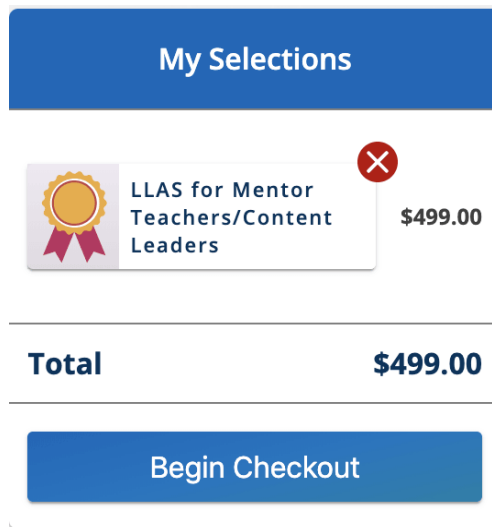 My Selections
LLAS for Mentor
Teachers/Content
Leaders
$499.00
Total
$499.00
Begin Checkout